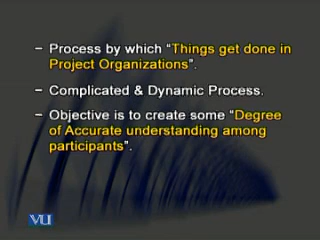 – Process by which “Things get done in
Project Organizations”.
– Complicated & Dynamic Process.
– Objective is to create some “Degree
of Accurate understanding among
participants”.
VU